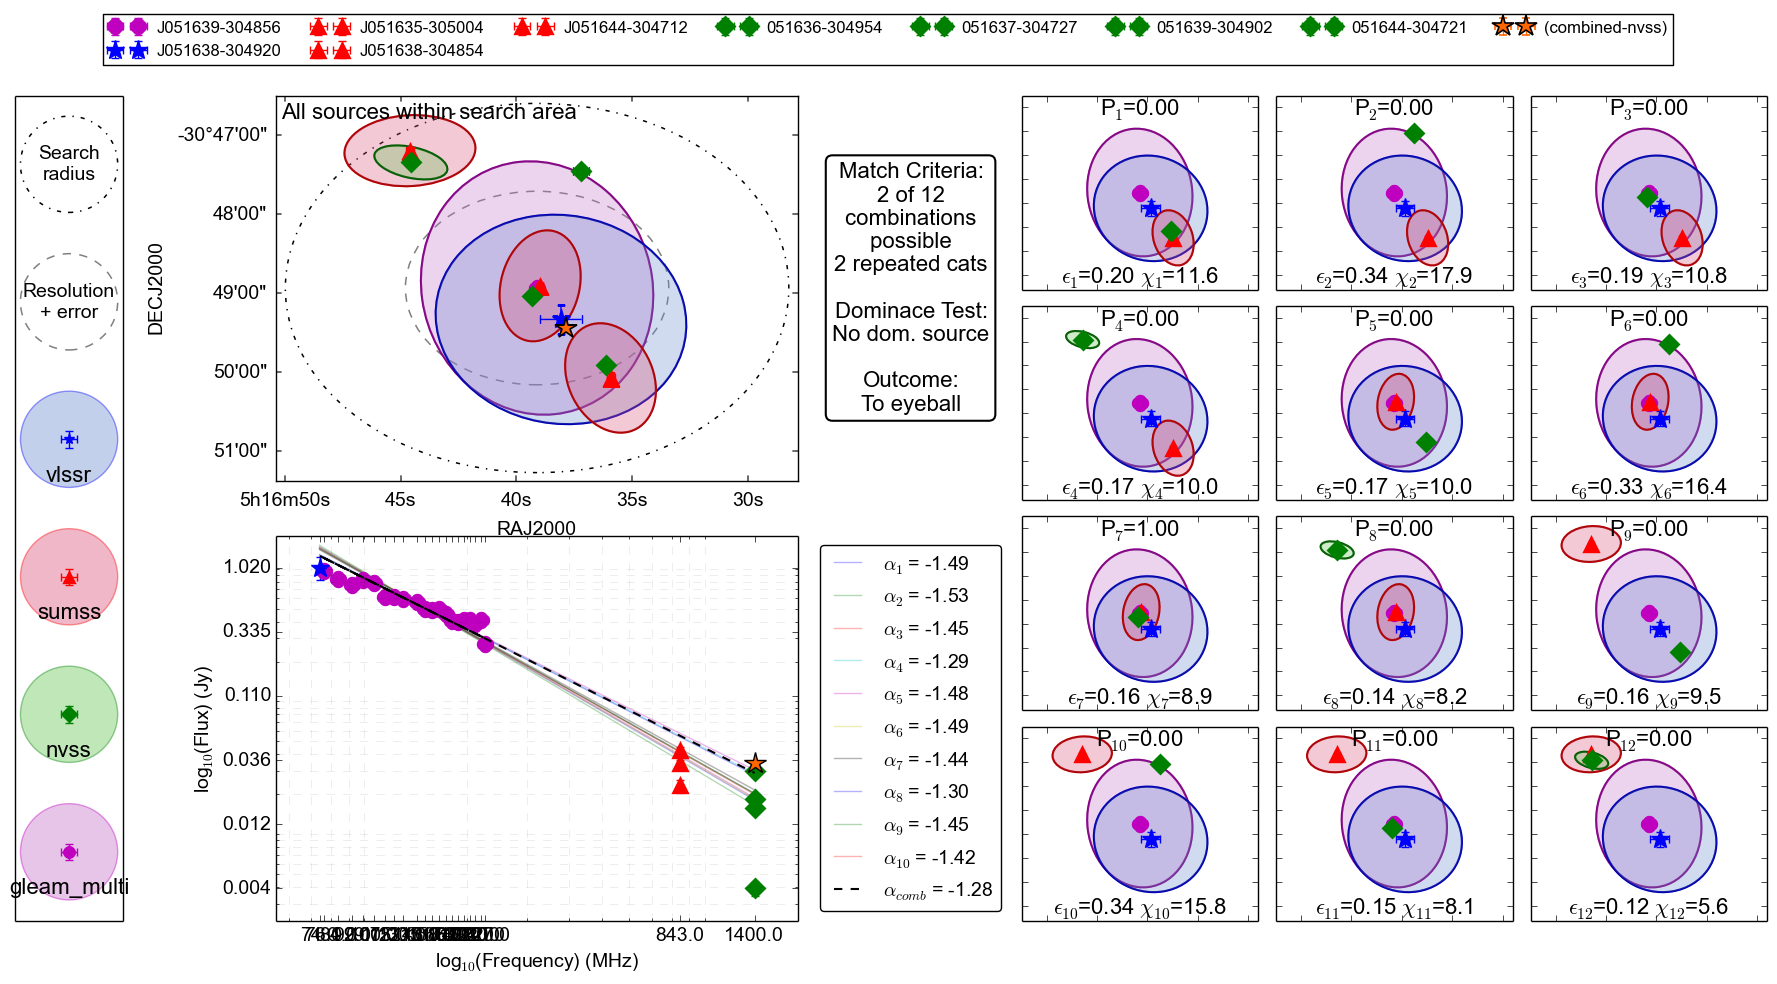 J051639-304856 J051635-305004 J051644-304712 051636-304954 051637-304727 051639-304902 051644-304721 (combined-nvss)
J051638-304920 J051638-304854
Search
radius
Resolution
+ error
vlssr
sumss
nvss
gleam_multi
All sources within search area
DECJ2000
-30°47'00"
48'00"
49'00"
50'00"
51'00"
5h16m50s 45s 40s 35s 30s
RAJ2000
Match Criteria:
2 of 12
combinations
possible
2 repeated cats
Dominace Test:
No dom. source
Outcome:
To eyeball
log₁₀(Flux) (Jy)
1.020
0.335
0.110
0.036
0.012
0.004
843.0 1400.0
log₁₀(Frequency) (MHz)
α₁ = -1.49
α₂ = -1.53
α₃ = -1.45
α₄ = -1.29
α₅ = -1.48
α₆ = -1.49
α₇ = -1.44
α₈ = -1.30
α₉ = -1.45
α₁₀ = -1.42
α_comb = -1.28
P₁=0.00 P₂=0.00 P₃=0.00
ϵ₁=0.20 χ₁=11.6 ϵ₂=0.34 χ₂=17.9 ϵ₃=0.19 χ₃=10.8
P₄=0.00 P₅=0.00 P₆=0.00
ϵ₄=0.17 χ₄=10.0 ϵ₅=0.17 χ₅=10.0 ϵ₆=0.33 χ₆=16.4
P₇=1.00 P₈=0.00 P₉=0.00
ϵ₇=0.16 χ₇=8.9 ϵ₈=0.14 χ₈=8.2 ϵ₉=0.16 χ₉=9.5
P₁₀=0.00 P₁₁=0.00 P₁₂=0.00
ϵ₁₀=0.34 χ₁₀=15.8 ϵ₁₁=0.15 χ₁₁=8.1 ϵ₁₂=0.12 χ₁₂=5.6